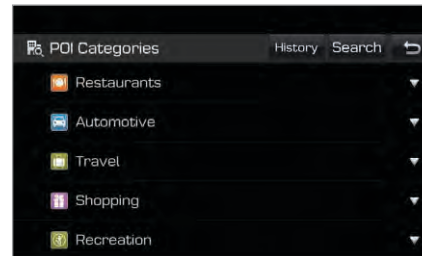 POI Categories History Search
Restaurants
Automotive
Travel
Shopping
Recreation